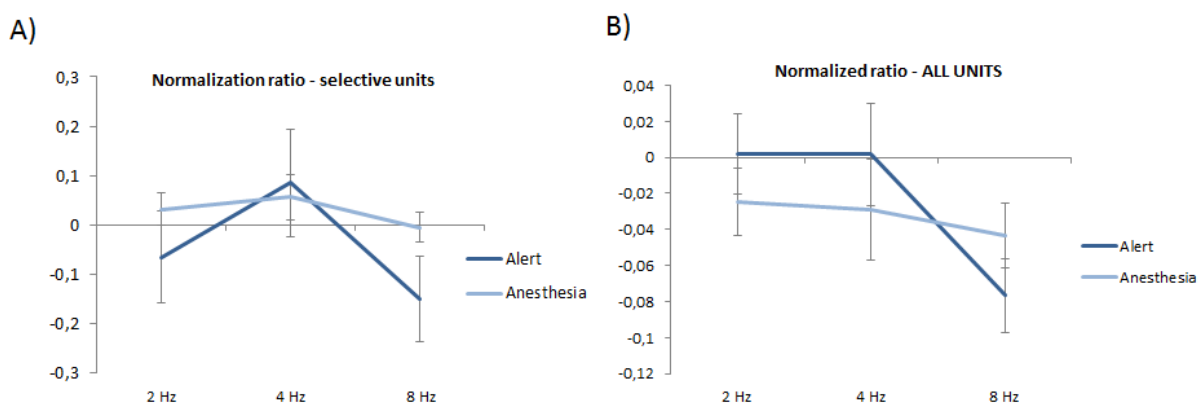 A)
Normalization ratio - selective units
0,3
0,2
0,1
0
-0,1
-0,2
-0,3
2 Hz 4 Hz 8 Hz
Alert
Anesthesia
B)
Normalized ratio - ALL UNITS
0,04
0,02
0
-0,02
-0,04
-0,06
-0,08
-0,1
-0,12
2 Hz 4 Hz 8 Hz
Alert
Anesthesia